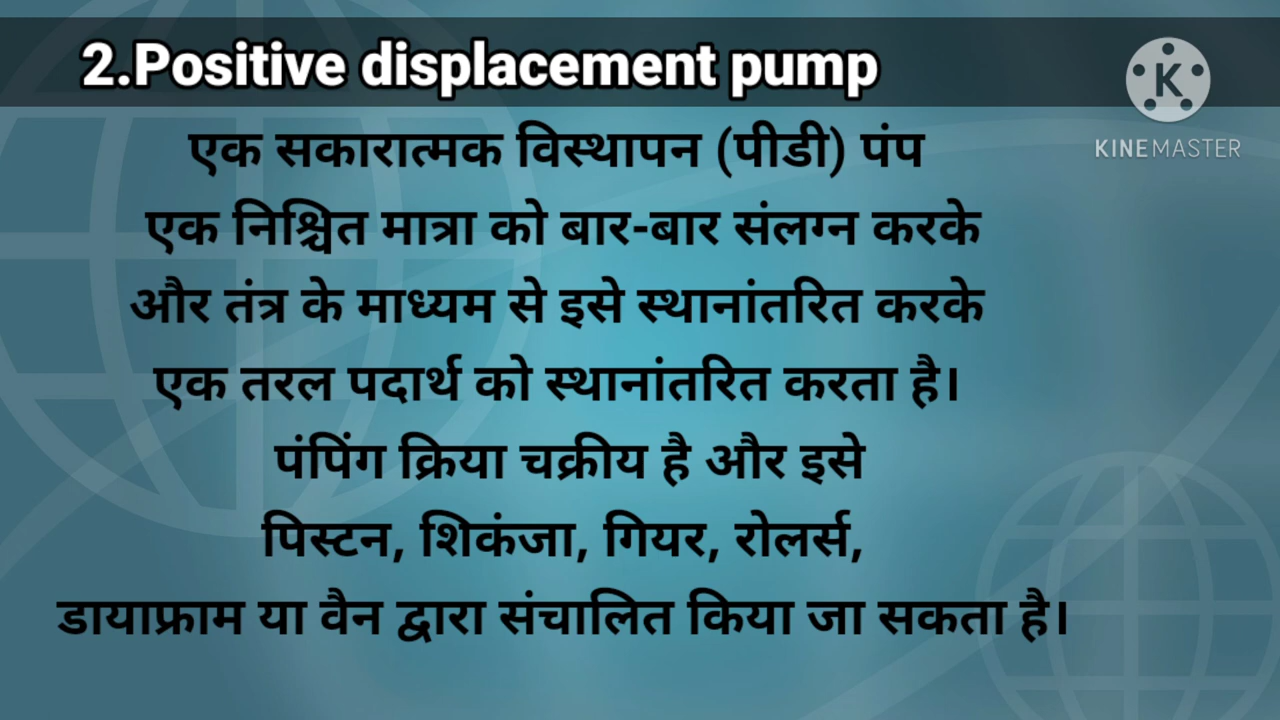 2.Positive displacement pump
K
KINEMASTER
एक सकारात्मक विस्थापन (पीडी) पंप
एक निश्चित मात्रा को बार-बार संलग्न करके
और तंत्र के माध्यम से इसे स्थानांतरित करके
एक तरल पदार्थ को स्थानांतरित करता है।
पंपिंग क्रिया चक्रीय है और इसे
पिस्टन, शिकंजा, गियर, रोलर्स,
डायाफ्राम या वैन द्वारा संचालित किया जा सकता है।